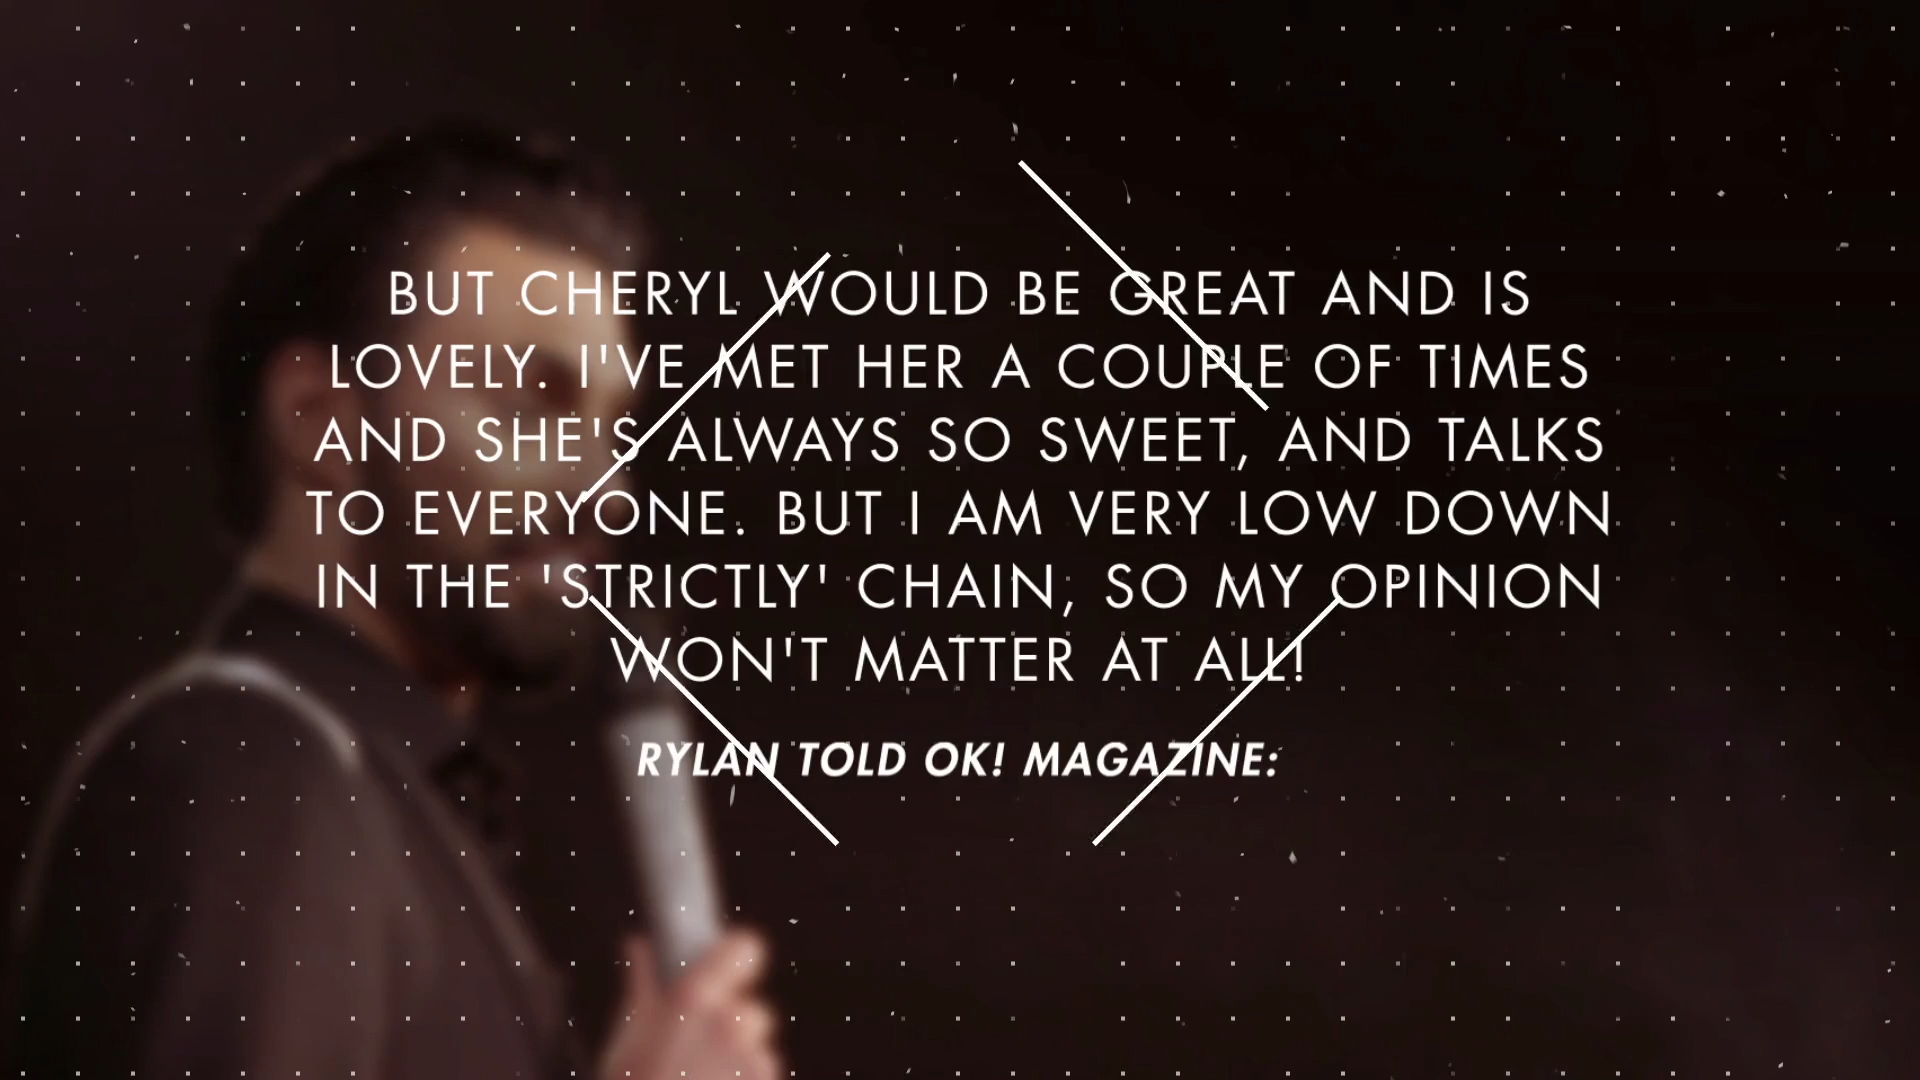 BUT CHERYL WOULD BE GREAT AND IS
LOVELY. I'VE MET HER A COUPLE OF TIMES
AND SHE'S ALWAYS SO SWEET, AND TALKS
TO EVERYONE. BUT I AM VERY LOW DOWN
IN THE 'STRICTLY' CHAIN, SO MY OPINION
WON'T MATTER AT ALL!
RYLAN TOLD OK! MAGAZINE: